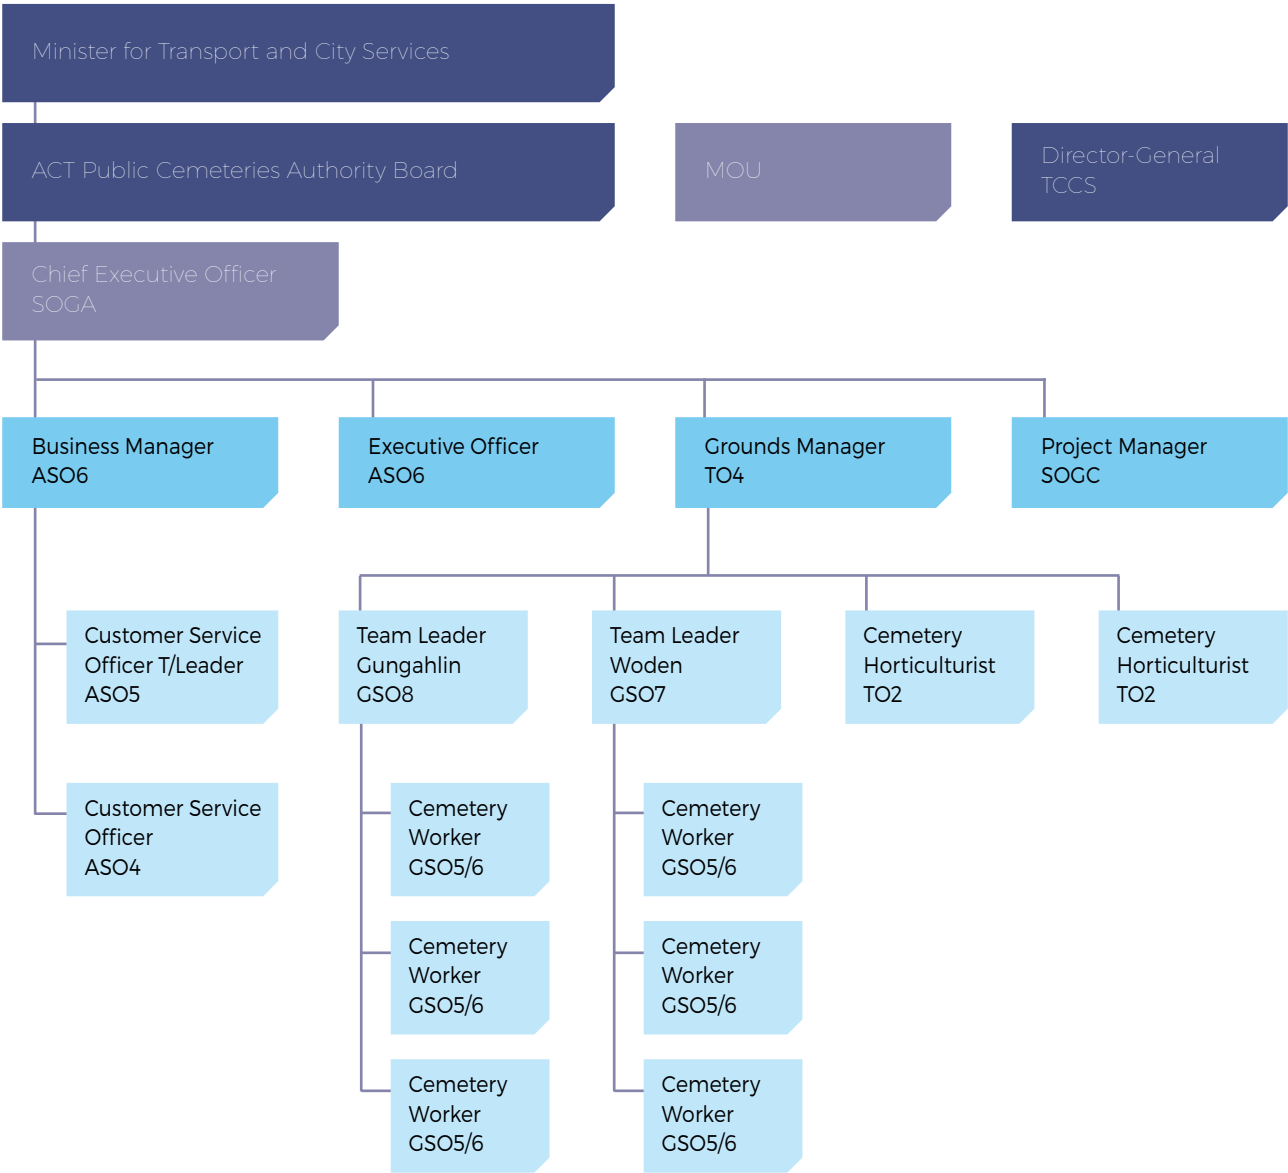 Minister for Transport and City Services
ACT Public Cemeteries Authority Board
MOU
Director-General
TCCS
Chief Executive Officer
SOGA
Business Manager
ASO6
Executive Officer
ASO6
Grounds Manager
TO4
Project Manager
SOGC
Customer Service
Officer T/Leader
ASO5
Team Leader
Gungahlin
GSO8
Team Leader
Woden
GSO7
Cemetery
Horticulturist
TO2
Cemetery
Horticulturist
TO2
Customer Service
Officer
ASO4
Cemetery
Worker
GSO5/6
Cemetery
Worker
GSO5/6
Cemetery
Worker
GSO5/6
Cemetery
Worker
GSO5/6
Cemetery
Worker
GSO5/6
Cemetery
Worker
GSO5/6